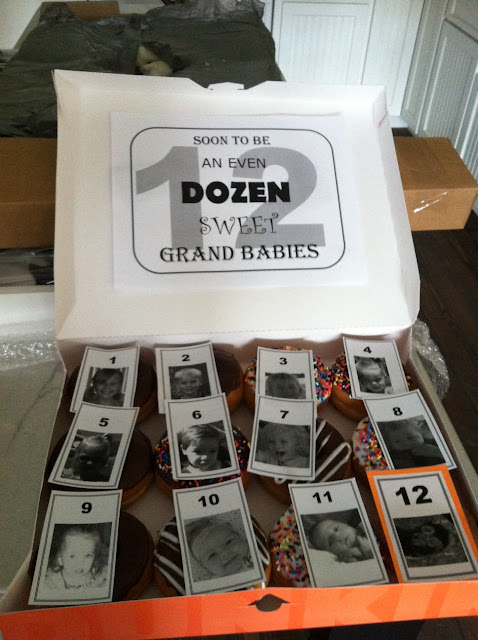 12
SOON TO BE
AN EVEN
DOZEN
SWEET
GRAND BABIES
1
2
3
4
5
6
7
8
9
10
11
12